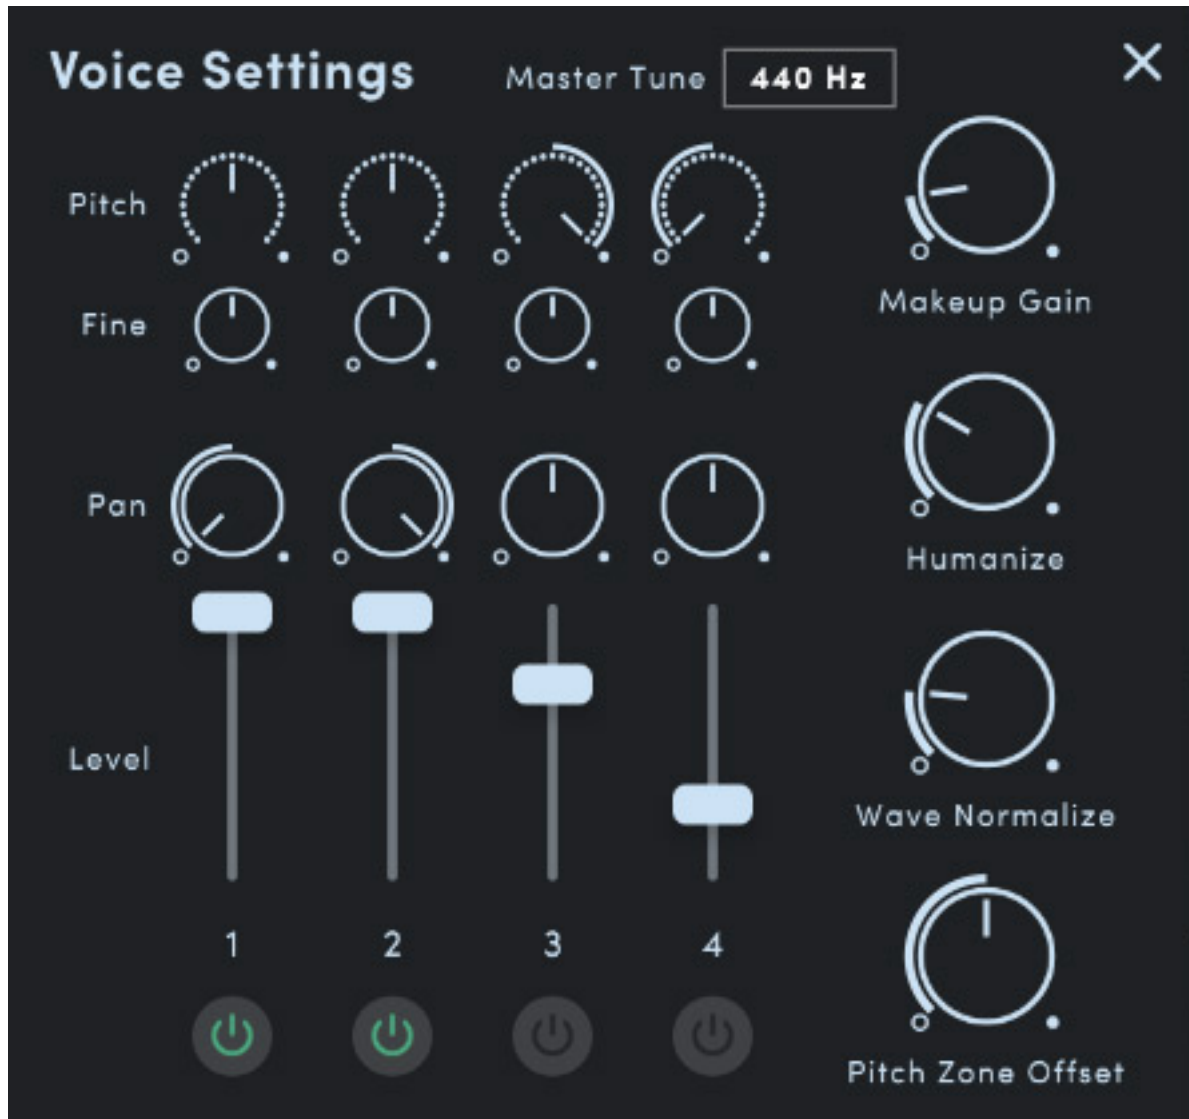 Voice Settings
Master Tune 440 Hz
Pitch
Makeup Gain
Fine
Pan
Humanize
Level
Wave Normalize
1 2 3 4
Pitch Zone Offset